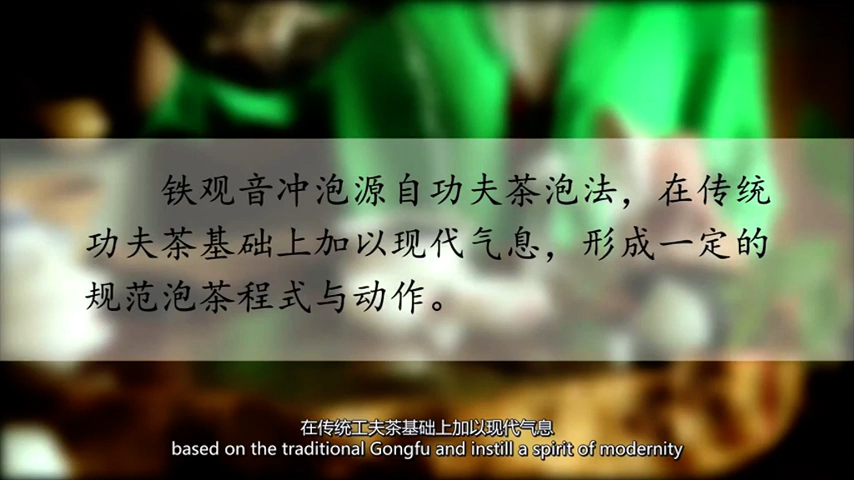 铁观音冲泡源自功夫茶泡法，在传统
功夫茶基础上加以现代气息，形成一定的
规范泡茶程式与动作。
在传统工夫茶基础上加以现代气息
based on the traditional Gongfu and instill a spirit of modernity